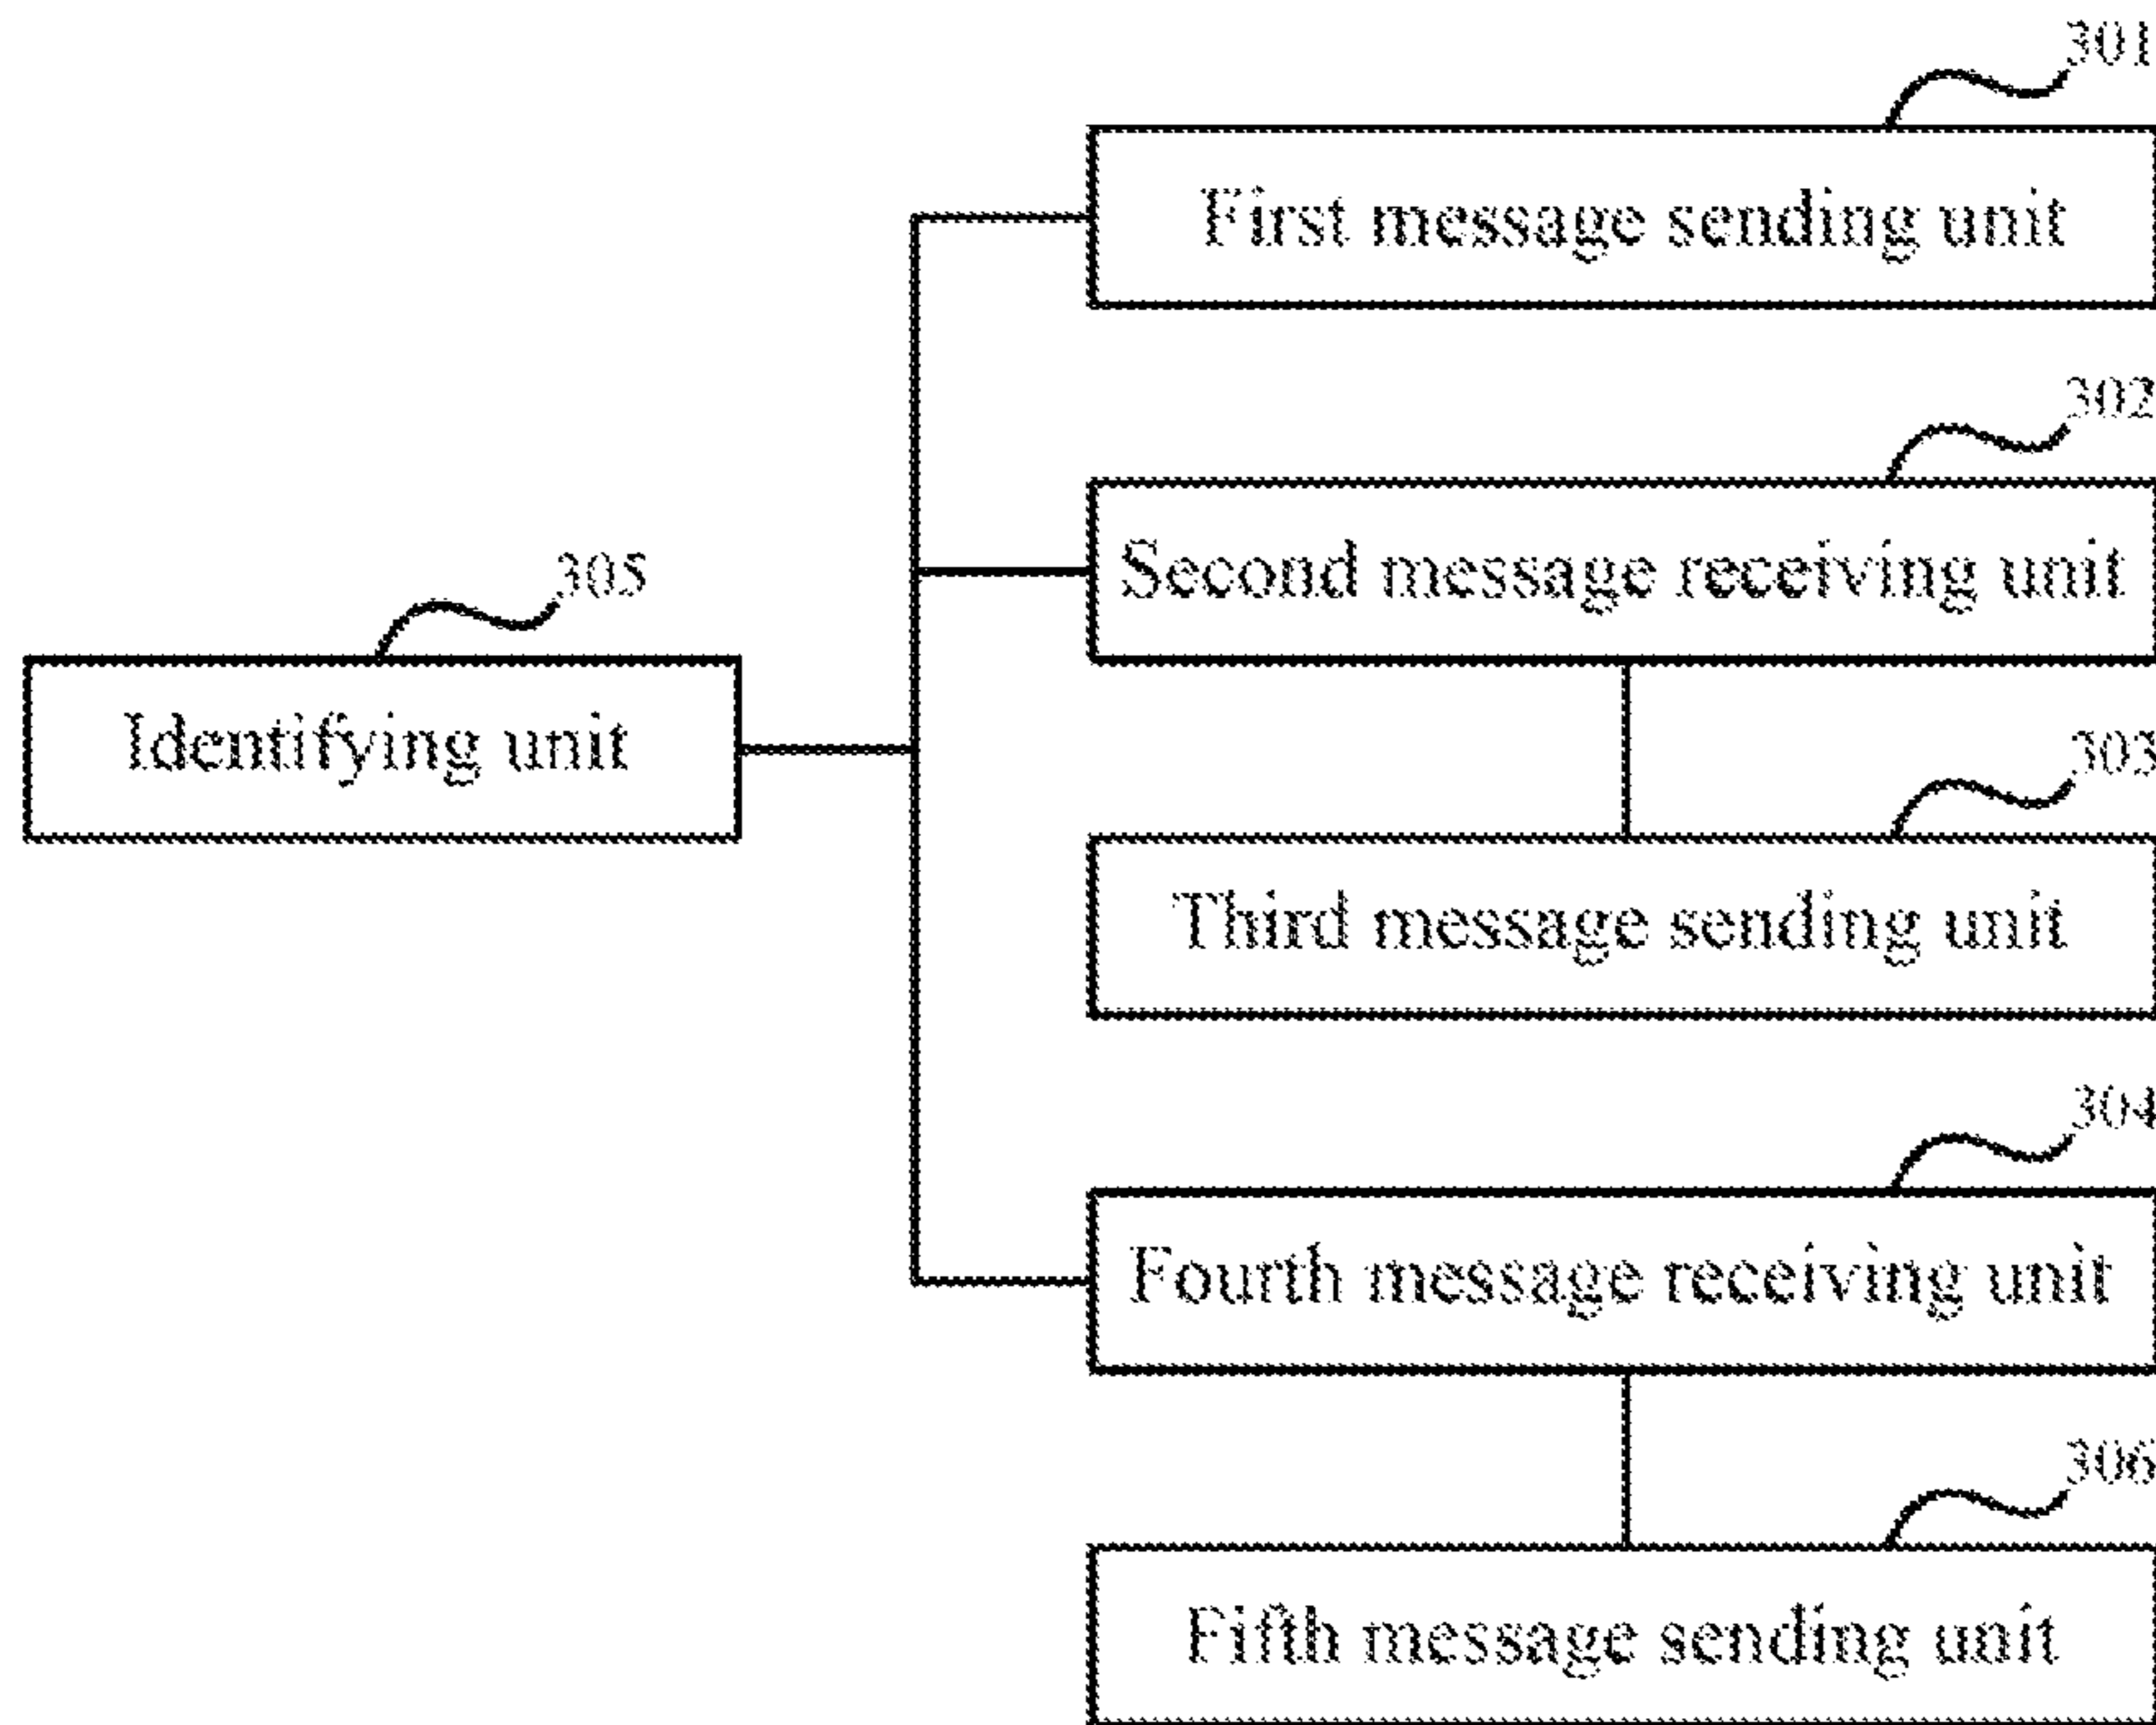 301
First message sending unit
302
Second message receiving unit
305
Identifying unit
303
Third message sending unit
304
Fourth message receiving unit
306
Fifth message sending unit